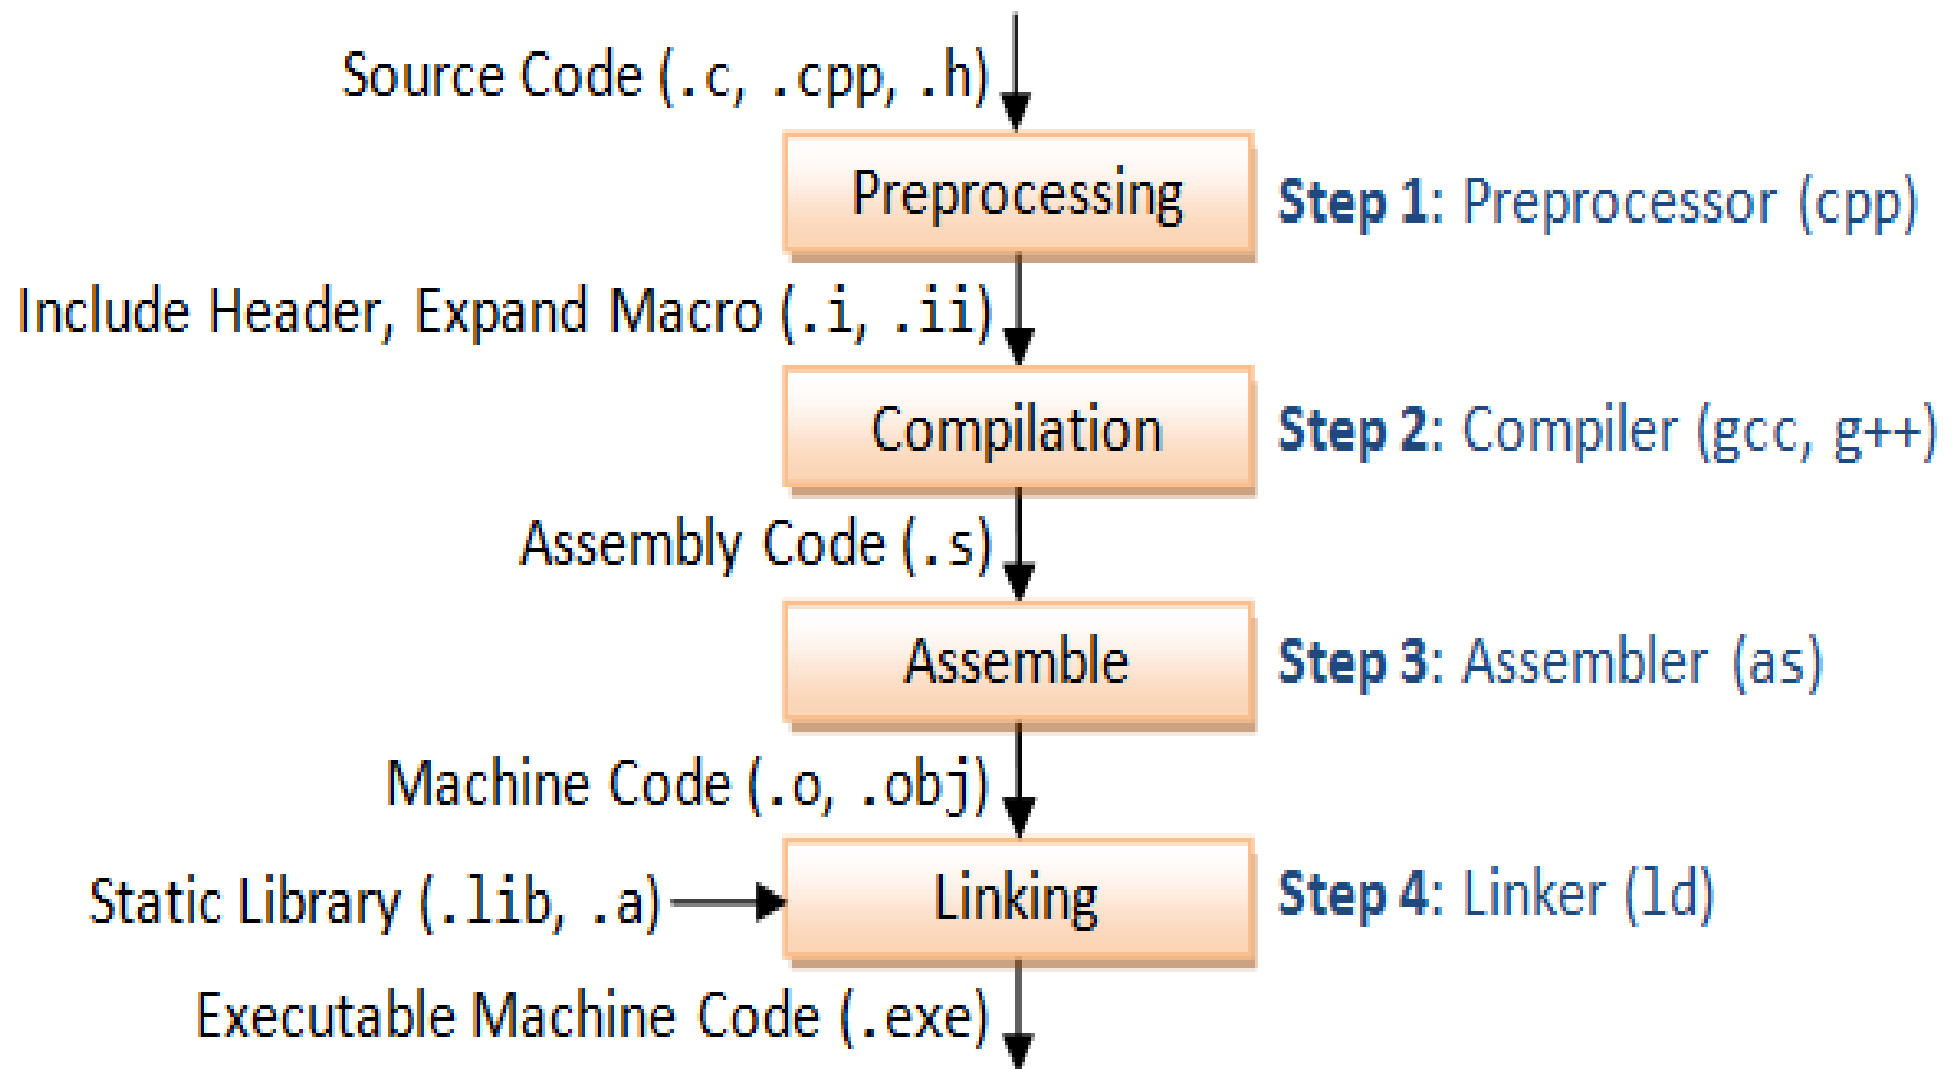 Source Code (.c, .cpp, .h)
Preprocessing
Step 1: Preprocessor (cpp)
Include Header, Expand Macro (.i, .ii)
Compilation
Step 2: Compiler (gcc, g++)
Assembly Code (.s)
Assemble
Step 3: Assembler (as)
Machine Code (.o, .obj)
Static Library (.lib, .a)
Linking
Step 4: Linker (ld)
Executable Machine Code (.exe)